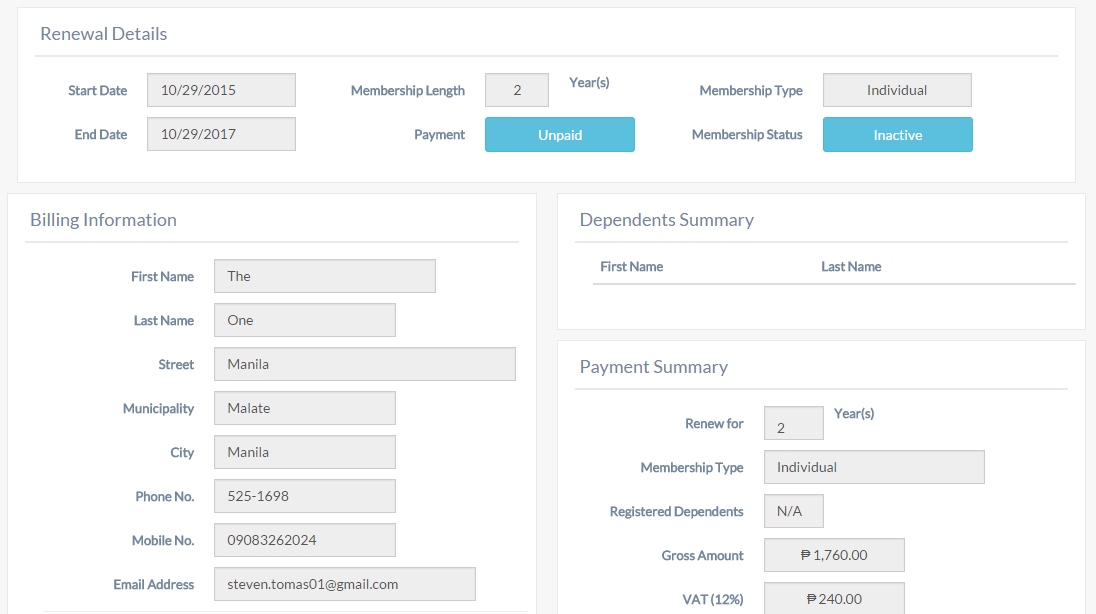 Renewal Details
Start Date 10/29/2015 Membership Length 2 Year(s) Membership Type Individual
End Date 10/29/2017 Payment Unpaid Membership Status Inactive
Billing Information
First Name The
Last Name One
Street Manila
Municipality Malate
City Manila
Phone No. 525-1698
Mobile No. 09083262024
Email Address steven.tomas01@gmail.com
Dependents Summary
First Name Last Name
Payment Summary
Renew for 2 Year(s)
Membership Type Individual
Registered Dependents N/A
Gross Amount ₱1,760.00
VAT (12%) ₱240.00